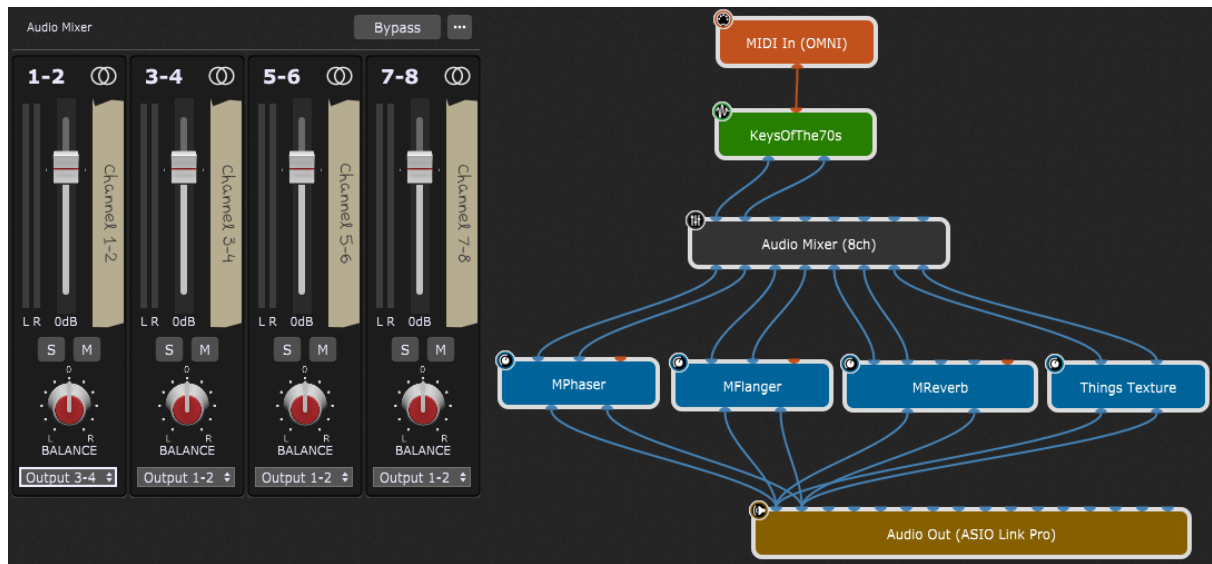 Audio Mixer
Bypass
...
1-2
3-4
5-6
7-8
Channel 1-2
Channel 3-4
Channel 5-6
Channel 7-8
L R 0dB
L R 0dB
L R 0dB
L R 0dB
S M
S M
S M
S M
0
0
0
0
L R
L R
L R
L R
BALANCE
BALANCE
BALANCE
BALANCE
Output 3-4
Output 1-2
Output 1-2
Output 1-2
MIDI In (OMNI)
KeysOfThe70s
Audio Mixer (8ch)
MPhaser
MFlanger
MReverb
Things Texture
Audio Out (ASIO Link Pro)